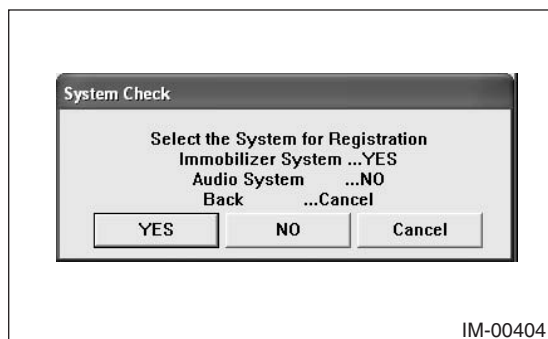 System Check
Select the System for Registration
Immobilizer System ...YES
Audio System ...NO
Back ...Cancel
YES NO Cancel
IM-00404